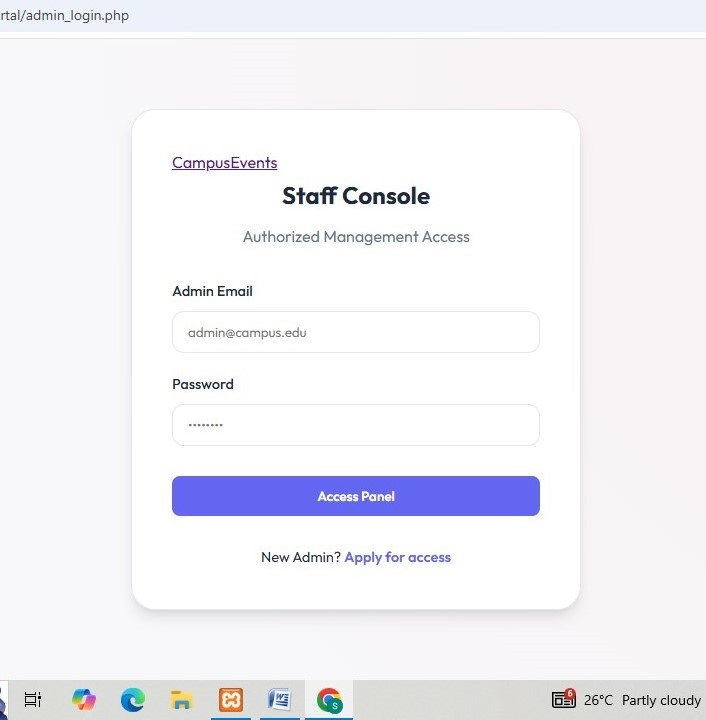 rtal/admin_login.php
CampusEvents
Staff Console
Authorized Management Access
Admin Email
admin@campus.edu
Password
••••••••
Access Panel
New Admin? Apply for access
6
26°C Partly cloudy
W
S